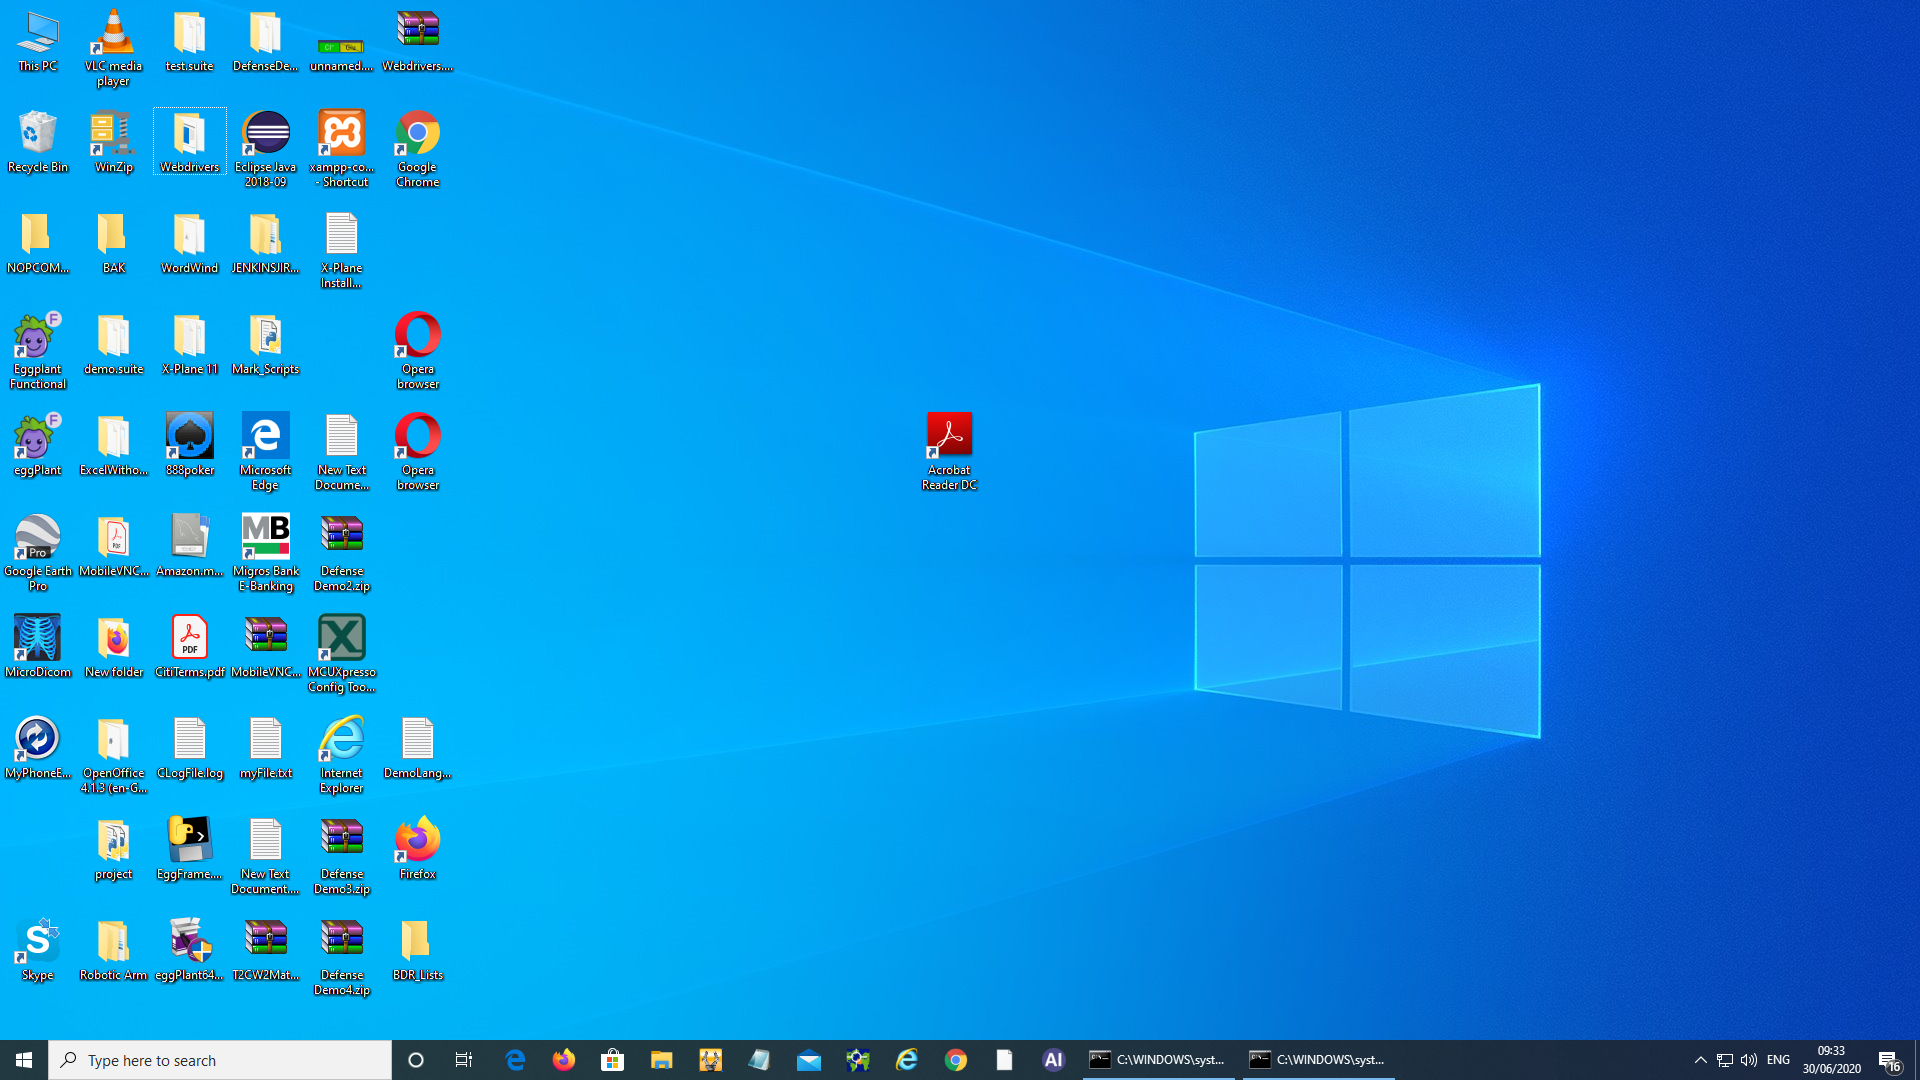 This PC
VLC media
player
test.suite
DefenseDe...
unnamed....
Webdrivers....
Recycle Bin
WinZip
Webdrivers
Eclipse Java
2018-09
xampp-co...
- Shortcut
Google
Chrome
NOPCOM...
BAK
WordWind
JENKINSJIR...
X-Plane
Install...
F
Eggplant
Functional
demo.suite
X-Plane 11
Mark_Scripts
Opera
browser
F
eggPlant
ExcelWitho...
888poker
Microsoft
Edge
New Text
Docume...
Opera
browser
Acrobat
Reader DC
Pro
Google Earth
Pro
PDF
MobileVNC...
Amazon.m...
MB
Migros Bank
E-Banking
Defense
Demo2.zip
MicroDicom
New folder
PDF
CitiTerms.pdf
MobileVNC...
X
MCUXpresso
Config Too...
MyPhoneE...
OpenOffice
4.1.3 (en-G...
CLogFile.log
myFile.txt
Internet
Explorer
DemoLang...
project
EggFrame....
New Text
Document....
Defense
Demo3.zip
Firefox
S
Skype
Robotic Arm
eggPlant64...
T2CW2Mat...
Defense
Demo4.zip
BDR_Lists
Type here to search
AI
C:\WINDOWS\syst...
C:\WINDOWS\syst...
ENG
09:33
30/06/2020
16